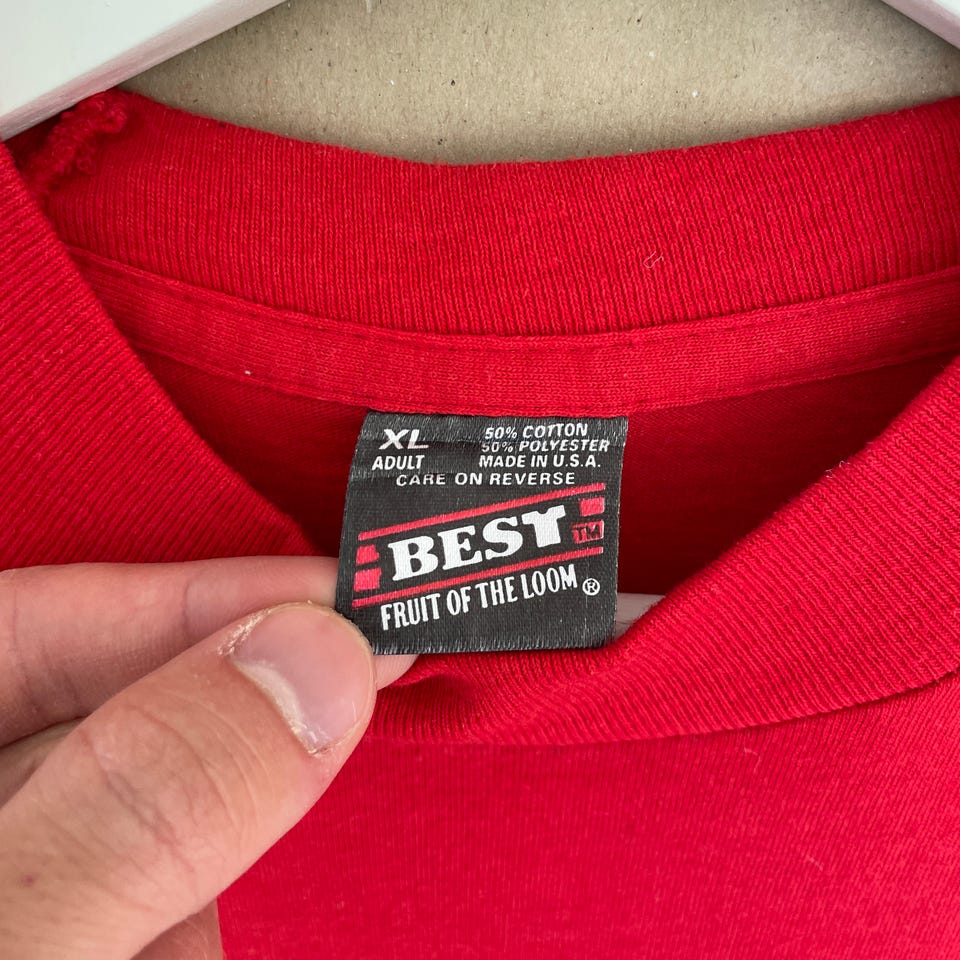 XL
ADULT
50% COTTON
50% POLYESTER
MADE IN U.S.A.
CARE ON REVERSE
BEST TM
FRUIT OF THE LOOM ®